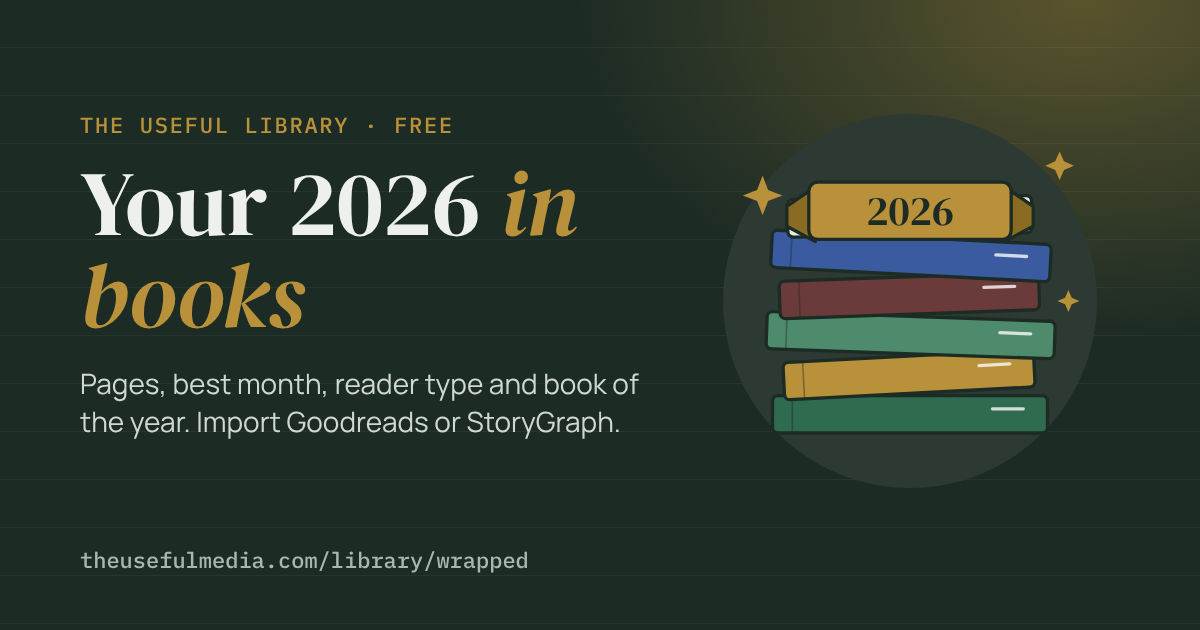 THE USEFUL LIBRARY · FREE
Your 2026 in
books
Pages, best month, reader type and book of
the year. Import Goodreads or StoryGraph.
theusefulmedia.com/library/wrapped
2026